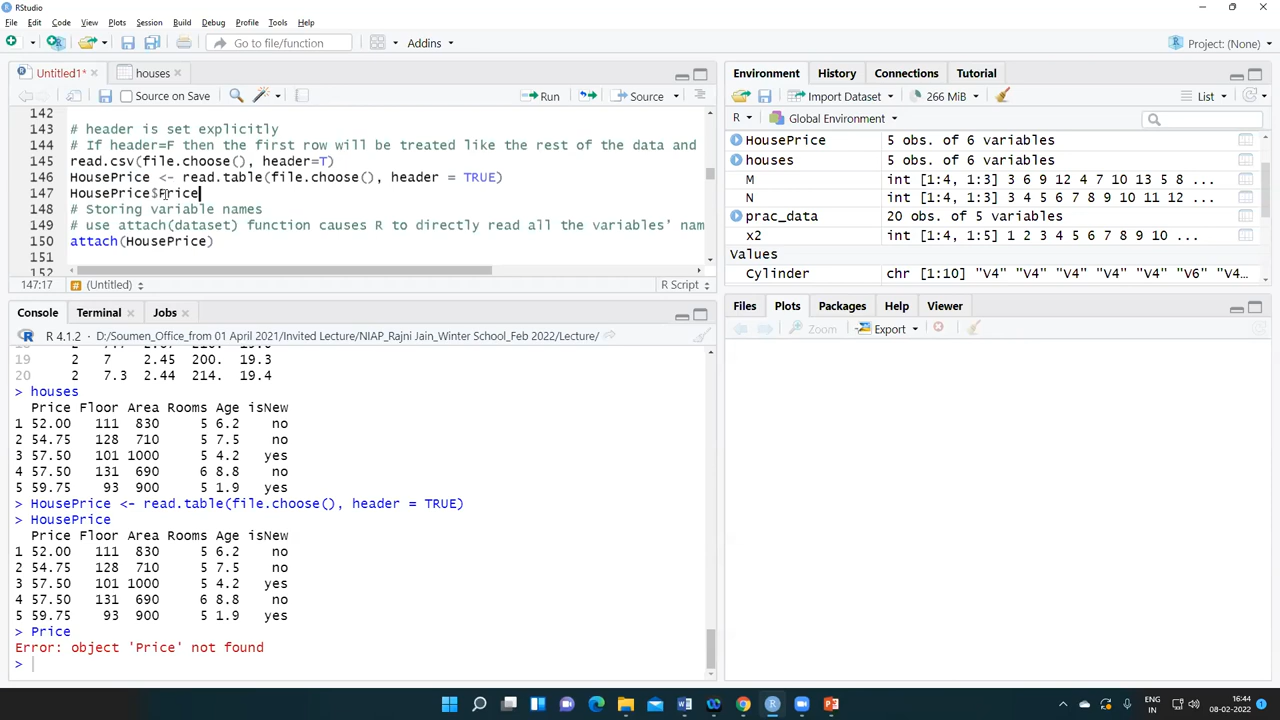 RStudio
File Edit Code View Plots Session Build Debug Profile Tools Help
Go to file/function Addins Project: (None)
Untitled1* houses
Source on Save Run Source
142
143 # header is set explicitly
144 # If header=F then the first row will be treated like the rest of the data and
145 read.csv(file.choose(), header=T)
146 HousePrice <- read.table(file.choose(), header = TRUE)
147 HousePrice$Price
148 # Storing variable names
149 # use attach(dataset) function causes R to directly read all the variables’ nam
150 attach(HousePrice)
151
152
147:17 # (Untitled) R Script
Console Terminal Jobs
R 4.1.2 · D:/Soumen_Office_from 01 April 2021/Invited Lecture/NIAP_Rajni Jain_Winter School_Feb 2022/Lecture/
19 2 7 2.45 200. 19.3
20 2 7.3 2.44 214. 19.4
> houses
Price Floor Area Rooms Age isNew
1 52.00 111 830 5 6.2 no
2 54.75 128 710 5 7.5 no
3 57.50 101 1000 5 4.2 yes
4 57.50 131 690 6 8.8 no
5 59.75 93 900 5 1.9 yes
> HousePrice <- read.table(file.choose(), header = TRUE)
> HousePrice
Price Floor Area Rooms Age isNew
1 52.00 111 830 5 6.2 no
2 54.75 128 710 5 7.5 no
3 57.50 101 1000 5 4.2 yes
4 57.50 131 690 6 8.8 no
5 59.75 93 900 5 1.9 yes
> Price
Error: object 'Price' not found
>
Environment History Connections Tutorial
Import Dataset 266 MiB List
R Global Environment
HousePrice 5 obs. of 6 variables
houses 5 obs. of 6 variables
M int [1:4, 1:3] 3 6 9 12 4 7 10 13 5 8 ...
N int [1:4, 1:3] 3 4 5 6 7 8 9 10 11 12 ...
prac_data 20 obs. of 5 variables
x2 int [1:4, 1:5] 1 2 3 4 5 6 7 8 9 10 ...
Values
Cylinder chr [1:10] "V4" "V4" "V4" "V4" "V4" "V6" "V4...
Files Plots Packages Help Viewer
Zoom Export
ENG
IN
16:44
08-02-2022